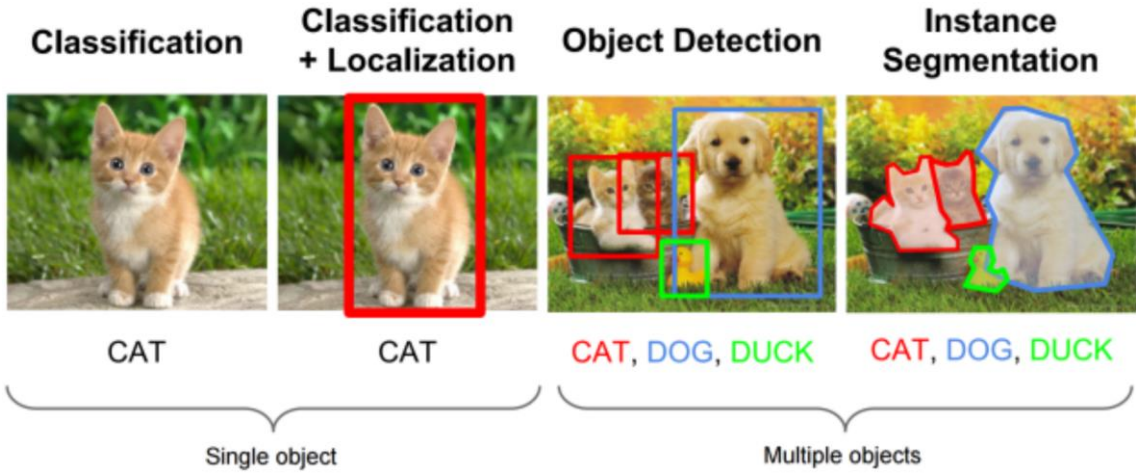 Classification
Classification
+ Localization
Object Detection
Instance
Segmentation
CAT
CAT
CAT, DOG, DUCK
CAT, DOG, DUCK
Single object
Multiple objects